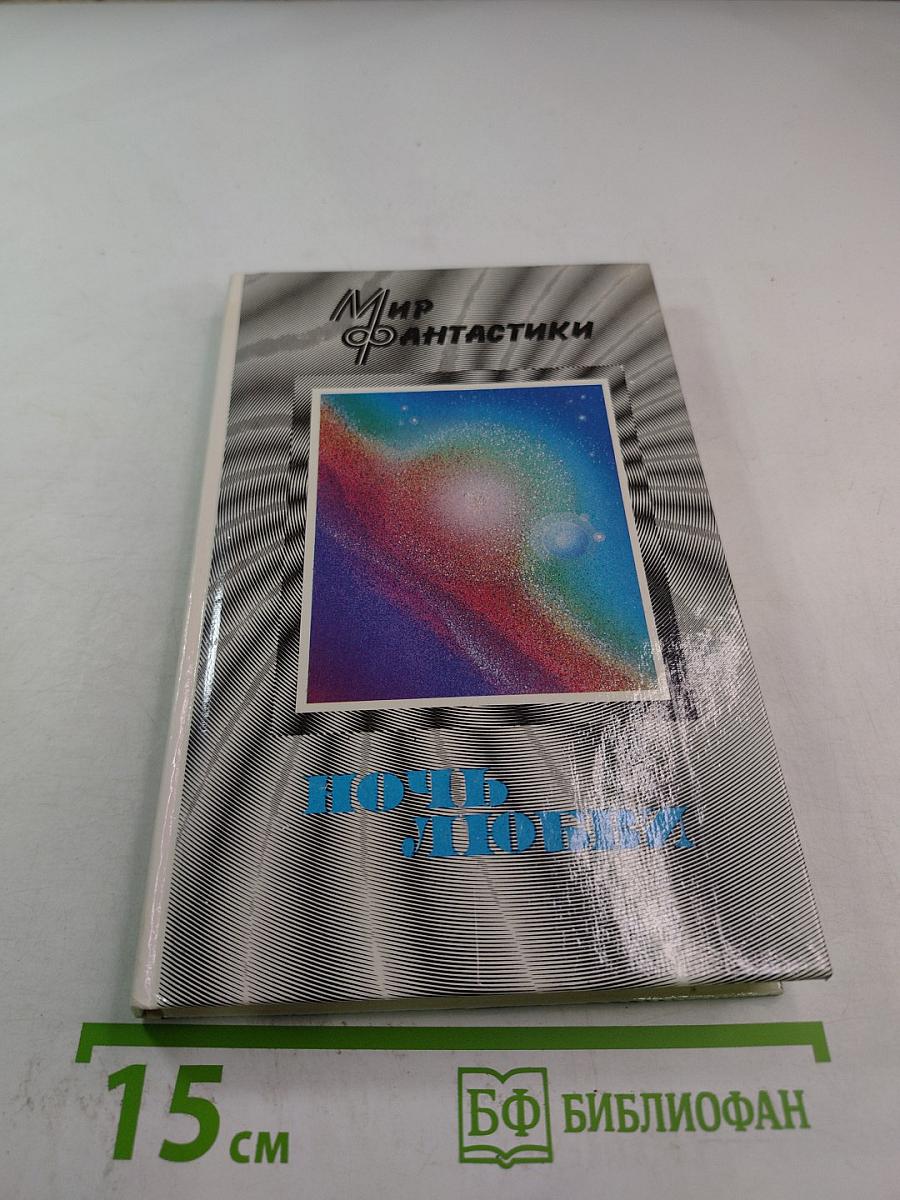 Мир
Фантастики
НОЧЬ
ЛЮБВИ
15 см
БФ БИБЛИОФАН